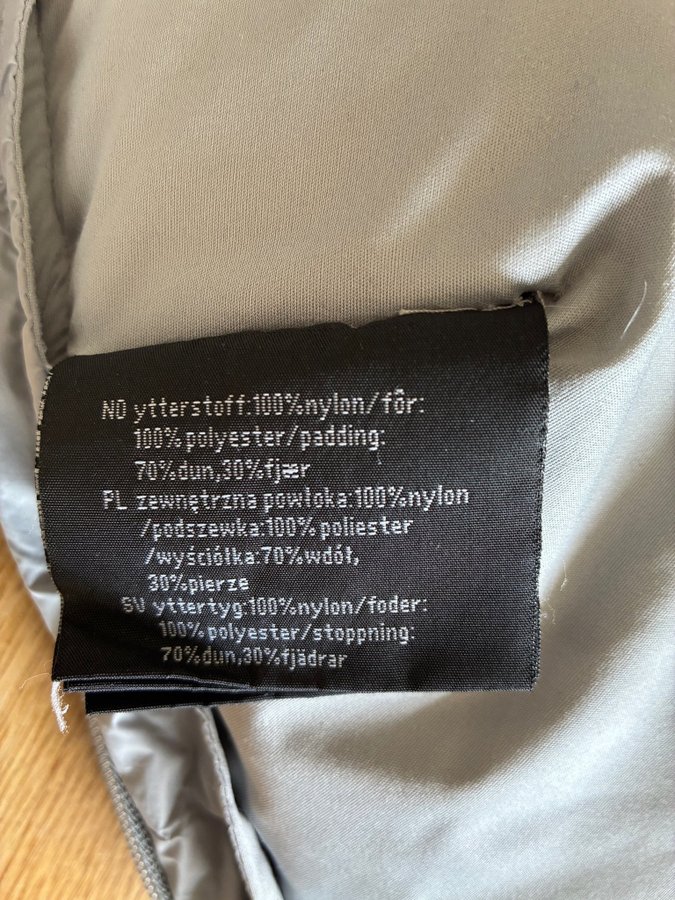 NO ytterstoff:100%nylon/fôr:
100%polyester/padding:
70%dun,30%fjær
PL zewnętrzna powłoka:100%nylon
/podszewka:100%poliester
/wyściółka:70%wdół,
30%pierze
SV yttertyg:100%nylon/foder:
100%polyester/stoppning:
70%dun,30%fjädrar